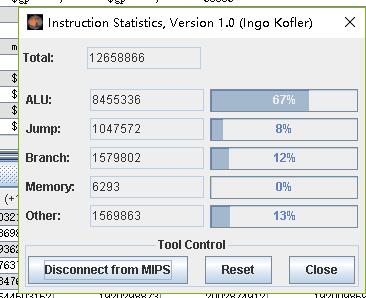 Instruction Statistics, Version 1.0 (Ingo Kofler)
Total: 12658866
ALU: 8455336 67%
Jump: 1047572 8%
Branch: 1579802 12%
Memory: 6293 0%
Other: 1569863 13%
Tool Control
Disconnect from MIPS Reset Close